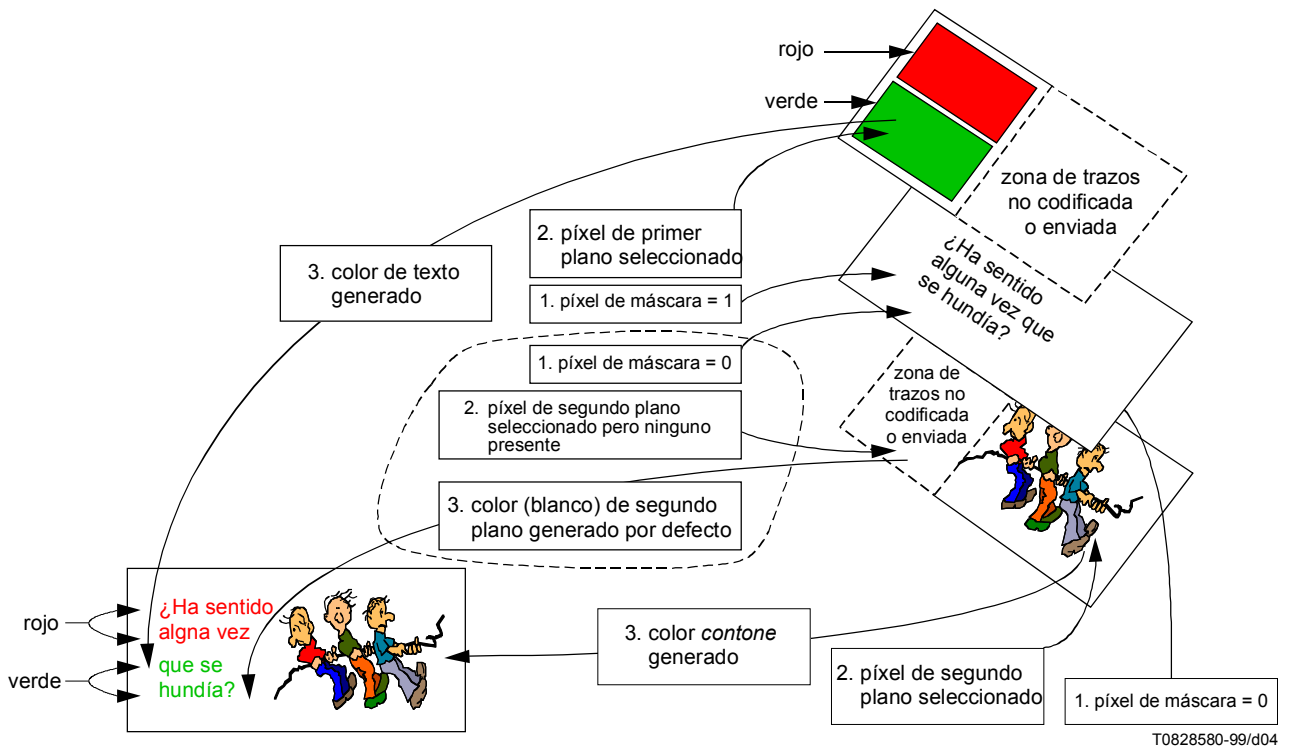 rojo
verde
zona de trazos
no codificada
o enviada
2. píxel de primer
plano seleccionado
3. color de texto
generado
1. píxel de máscara = 1
¿Ha sentido
alguna vez que
se hundía?
1. píxel de máscara = 0
zona de
trazos no
codificada
o enviada
2. píxel de segundo plano
seleccionado pero ninguno
presente
3. color (blanco) de segundo
plano generado por defecto
rojo
verde
¿Ha sentido
algna vez
que se
hundía?
3. color contone
generado
2. píxel de segundo
plano seleccionado
1. píxel de máscara = 0
T0828580-99/d04